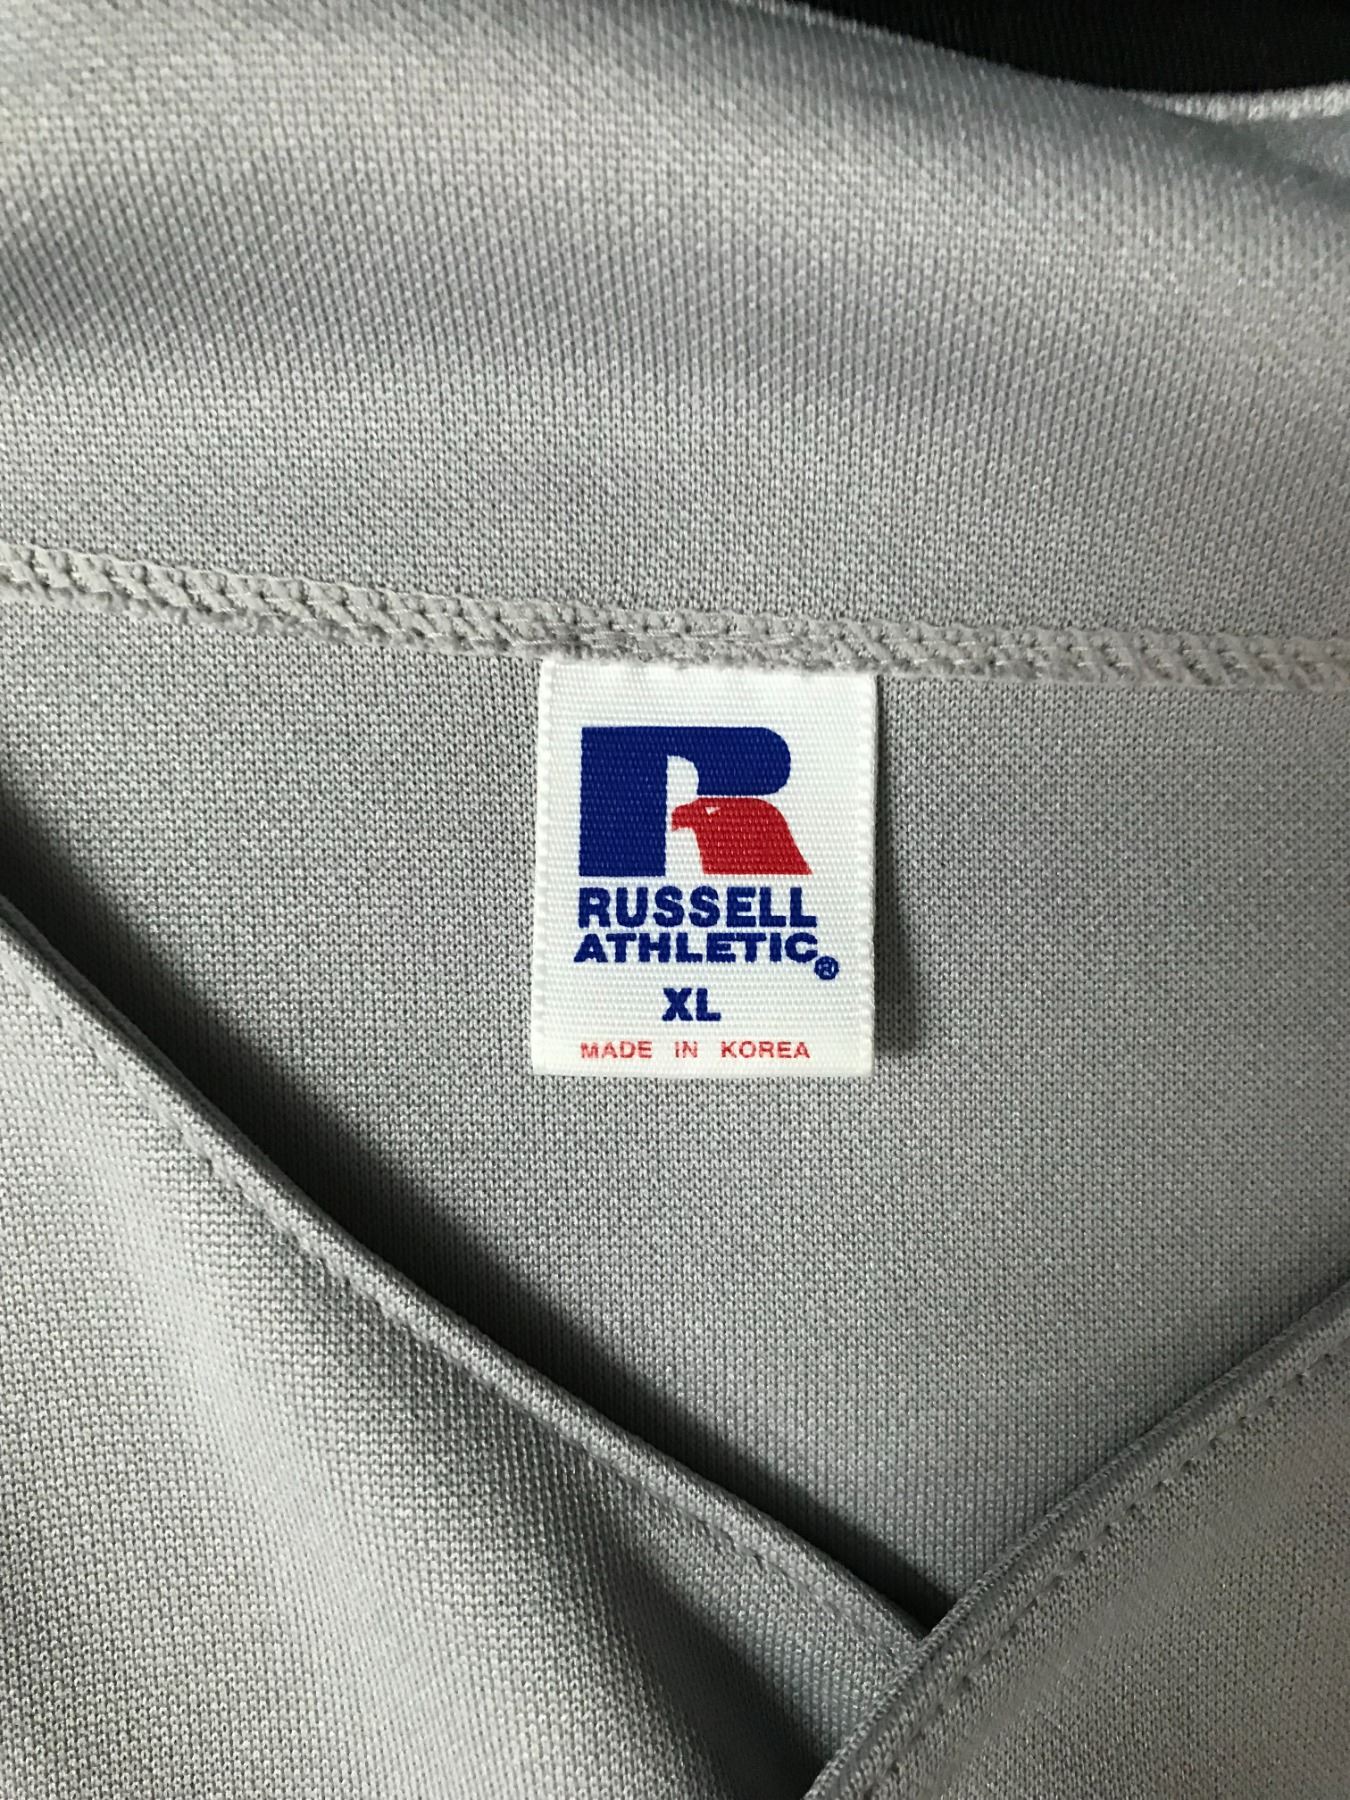 R
RUSSELL
ATHLETIC®
XL
MADE IN KOREA